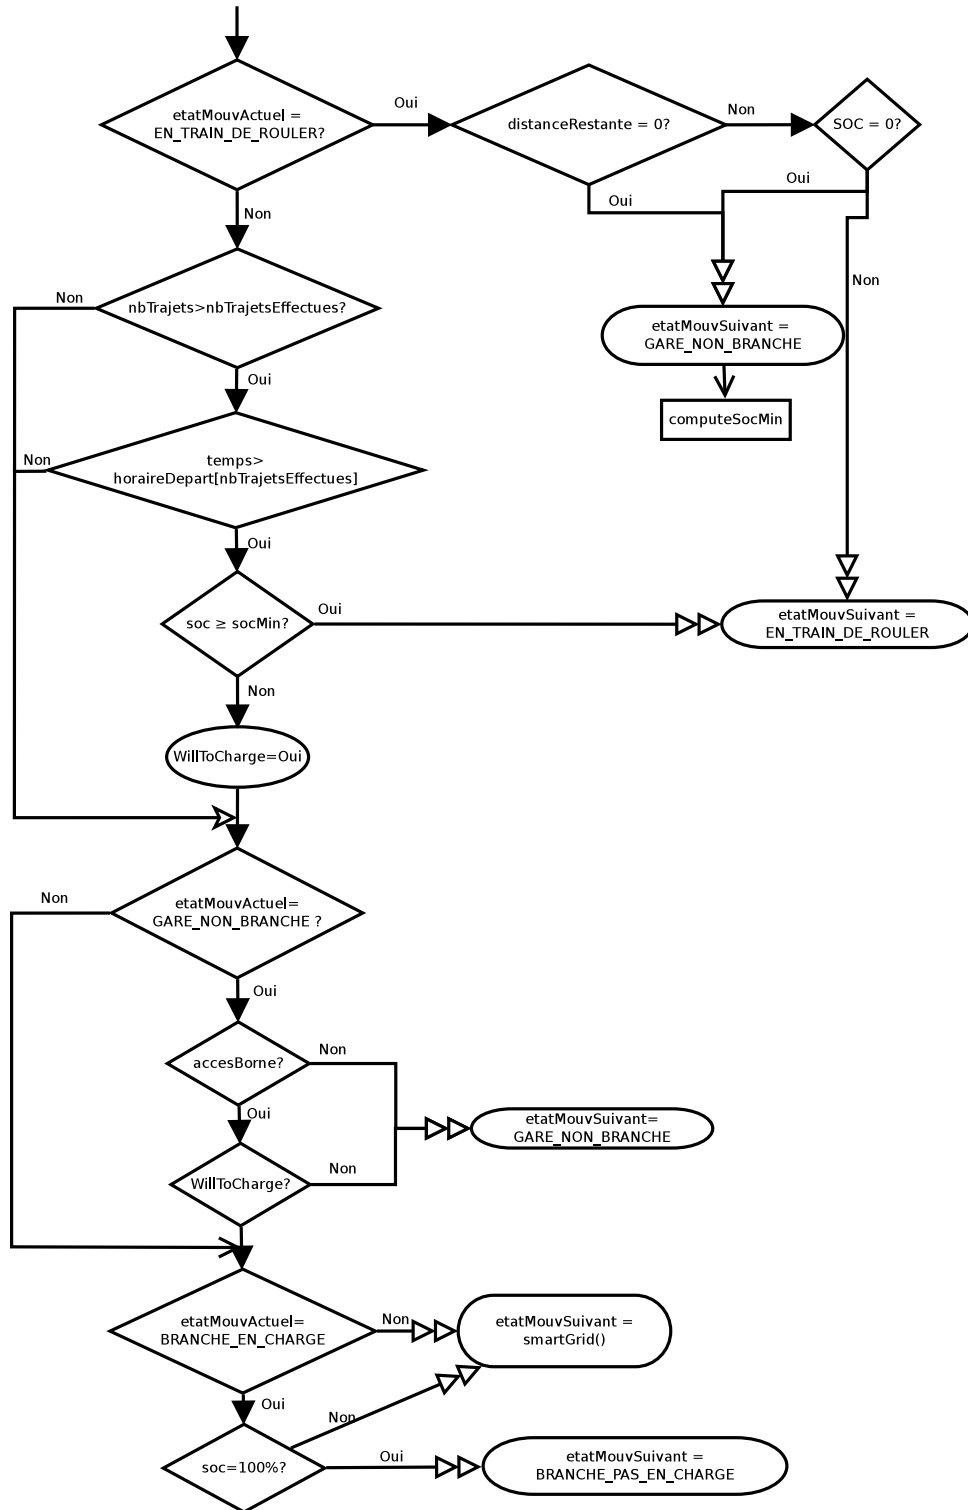 etatMouvActuel =
EN_TRAIN_DE_ROULER?
Oui
distanceRestante = 0?
Non
SOC = 0?
Oui
Oui
Non
Non
nbTrajets>nbTrajetsEffectues?
Non
etatMouvSuivant =
GARE_NON_BRANCHE
Oui
computeSocMin
temps>
horaireDepart[nbTrajetsEffectues]
Non
Oui
soc ≥ socMin?
Oui
etatMouvSuivant =
EN_TRAIN_DE_ROULER
Non
WillToCharge=Oui
etatMouvActuel=
GARE_NON_BRANCHE ?
Non
Oui
accesBorne?
Non
Oui
etatMouvSuivant=
GARE_NON_BRANCHE
WillToCharge?
Non
etatMouvActuel=
BRANCHE_EN_CHARGE
Non
etatMouvSuivant =
smartGrid()
Oui
Non
soc=100%?
Oui
etatMouvSuivant =
BRANCHE_PAS_EN_CHARGE